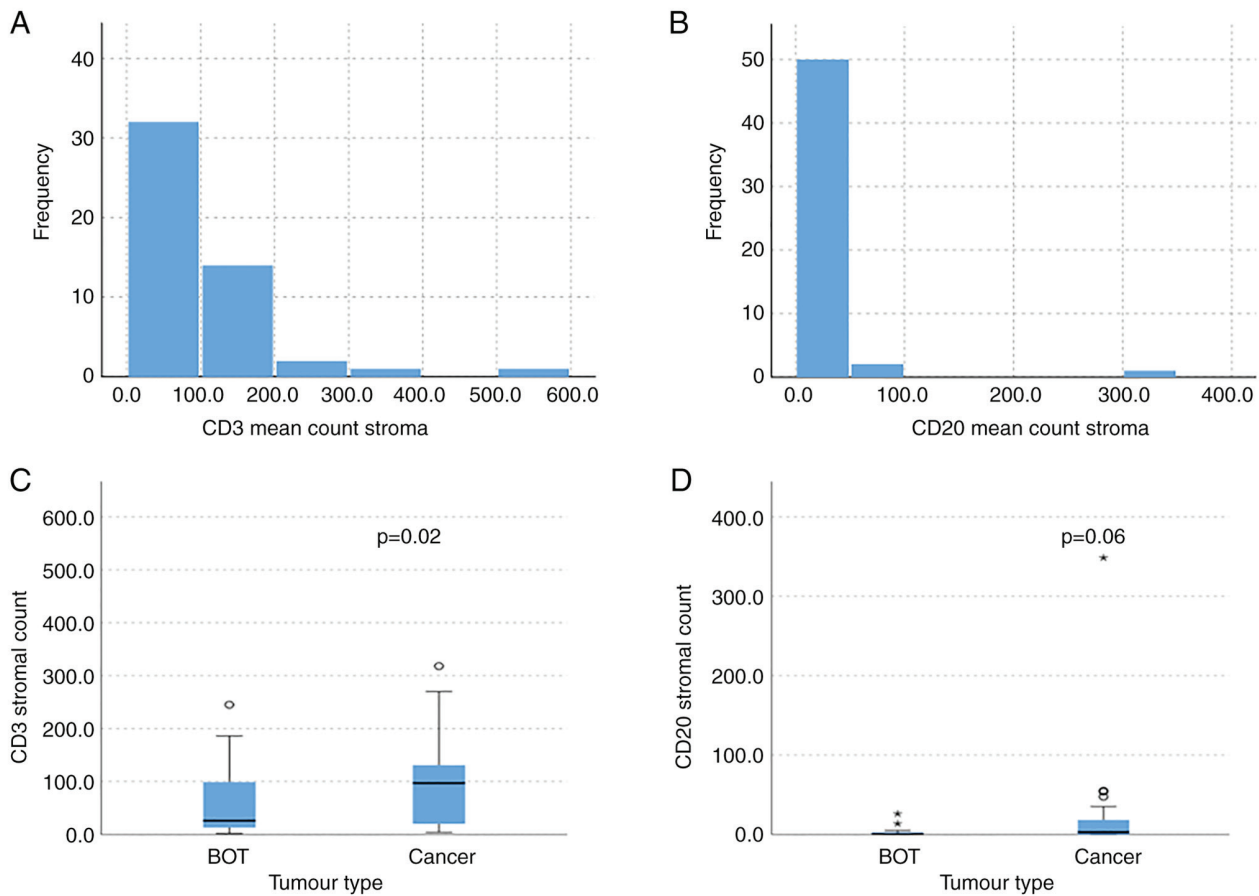 A
Frequency
40
30
20
10
0
0.0 100.0 200.0 300.0 400.0 500.0 600.0
CD3 mean count stroma
B
Frequency
50
40
30
20
10
0
0.0 100.0 200.0 300.0 400.0
CD20 mean count stroma
C
CD3 stromal count
600.0
500.0
400.0
300.0
200.0
100.0
0.0
p=0.02
BOT Cancer
Tumour type
D
CD20 stromal count
400.0
300.0
200.0
100.0
0.0
p=0.06
BOT Cancer
Tumour type